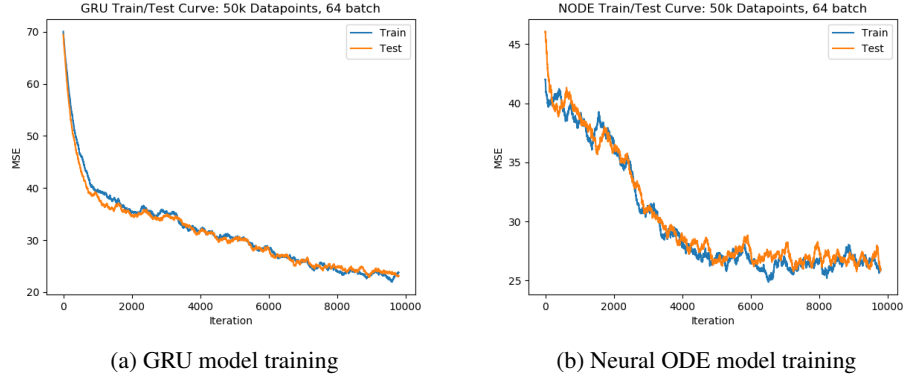 GRU Train/Test Curve: 50k Datapoints, 64 batch
70
60
50
40
30
20
MSE
0
2000
4000
6000
8000
10000
Iteration
Train
Test
(a) GRU model training
NODE Train/Test Curve: 50k Datapoints, 64 batch
45
40
35
30
25
MSE
0
2000
4000
6000
8000
10000
Iteration
Train
Test
(b) Neural ODE model training